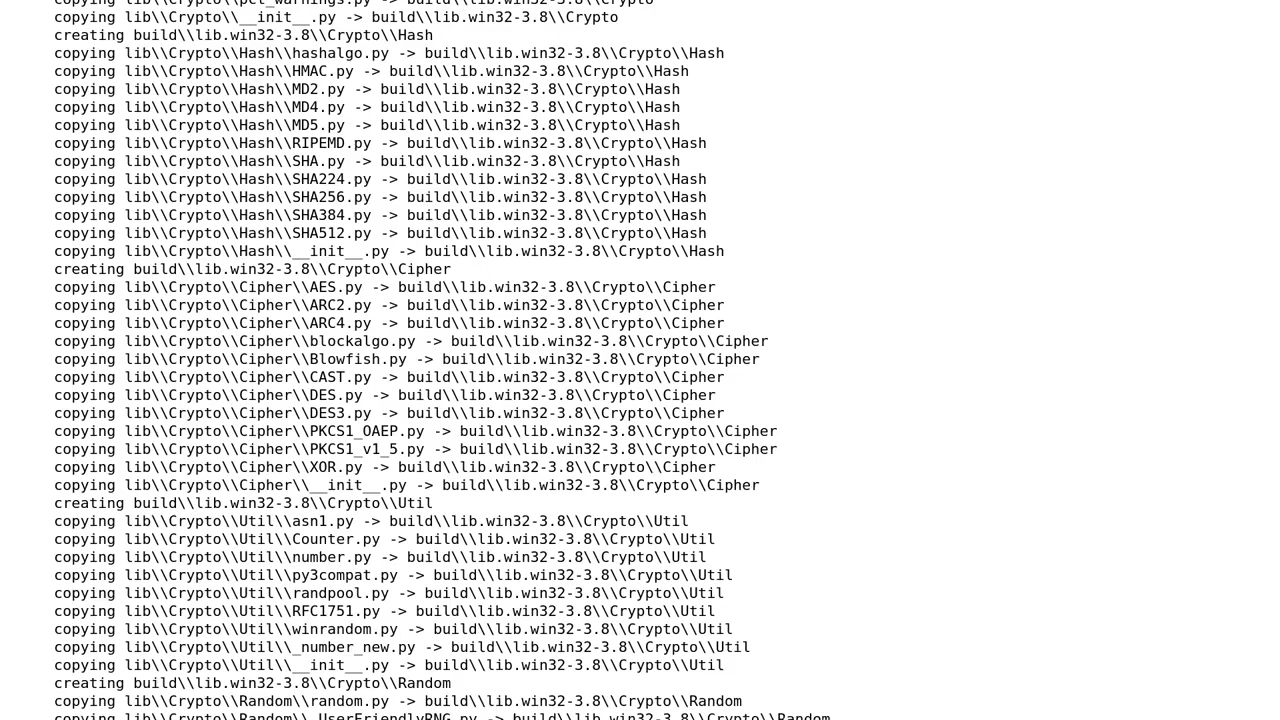 copying lib\\Crypto\\pct_warnings.py -> build\\lib.win32-3.8\\Crypto
copying lib\\Crypto\\__init__.py -> build\\lib.win32-3.8\\Crypto
creating build\\lib.win32-3.8\\Crypto\\Hash
copying lib\\Crypto\\Hash\\hashalgo.py -> build\\lib.win32-3.8\\Crypto\\Hash
copying lib\\Crypto\\Hash\\HMAC.py -> build\\lib.win32-3.8\\Crypto\\Hash
copying lib\\Crypto\\Hash\\MD2.py -> build\\lib.win32-3.8\\Crypto\\Hash
copying lib\\Crypto\\Hash\\MD4.py -> build\\lib.win32-3.8\\Crypto\\Hash
copying lib\\Crypto\\Hash\\MD5.py -> build\\lib.win32-3.8\\Crypto\\Hash
copying lib\\Crypto\\Hash\\RIPEMD.py -> build\\lib.win32-3.8\\Crypto\\Hash
copying lib\\Crypto\\Hash\\SHA.py -> build\\lib.win32-3.8\\Crypto\\Hash
copying lib\\Crypto\\Hash\\SHA224.py -> build\\lib.win32-3.8\\Crypto\\Hash
copying lib\\Crypto\\Hash\\SHA256.py -> build\\lib.win32-3.8\\Crypto\\Hash
copying lib\\Crypto\\Hash\\SHA384.py -> build\\lib.win32-3.8\\Crypto\\Hash
copying lib\\Crypto\\Hash\\SHA512.py -> build\\lib.win32-3.8\\Crypto\\Hash
copying lib\\Crypto\\Hash\\__init__.py -> build\\lib.win32-3.8\\Crypto\\Hash
creating build\\lib.win32-3.8\\Crypto\\Cipher
copying lib\\Crypto\\Cipher\\AES.py -> build\\lib.win32-3.8\\Crypto\\Cipher
copying lib\\Crypto\\Cipher\\ARC2.py -> build\\lib.win32-3.8\\Crypto\\Cipher
copying lib\\Crypto\\Cipher\\ARC4.py -> build\\lib.win32-3.8\\Crypto\\Cipher
copying lib\\Crypto\\Cipher\\blockalgo.py -> build\\lib.win32-3.8\\Crypto\\Cipher
copying lib\\Crypto\\Cipher\\Blowfish.py -> build\\lib.win32-3.8\\Crypto\\Cipher
copying lib\\Crypto\\Cipher\\CAST.py -> build\\lib.win32-3.8\\Crypto\\Cipher
copying lib\\Crypto\\Cipher\\DES.py -> build\\lib.win32-3.8\\Crypto\\Cipher
copying lib\\Crypto\\Cipher\\DES3.py -> build\\lib.win32-3.8\\Crypto\\Cipher
copying lib\\Crypto\\Cipher\\PKCS1_OAEP.py -> build\\lib.win32-3.8\\Crypto\\Cipher
copying lib\\Crypto\\Cipher\\PKCS1_v1_5.py -> build\\lib.win32-3.8\\Crypto\\Cipher
copying lib\\Crypto\\Cipher\\XOR.py -> build\\lib.win32-3.8\\Crypto\\Cipher
copying lib\\Crypto\\Cipher\\__init__.py -> build\\lib.win32-3.8\\Crypto\\Cipher
creating build\\lib.win32-3.8\\Crypto\\Util
copying lib\\Crypto\\Util\\asn1.py -> build\\lib.win32-3.8\\Crypto\\Util
copying lib\\Crypto\\Util\\Counter.py -> build\\lib.win32-3.8\\Crypto\\Util
copying lib\\Crypto\\Util\\number.py -> build\\lib.win32-3.8\\Crypto\\Util
copying lib\\Crypto\\Util\\py3compat.py -> build\\lib.win32-3.8\\Crypto\\Util
copying lib\\Crypto\\Util\\randpool.py -> build\\lib.win32-3.8\\Crypto\\Util
copying lib\\Crypto\\Util\\RFC1751.py -> build\\lib.win32-3.8\\Crypto\\Util
copying lib\\Crypto\\Util\\winrandom.py -> build\\lib.win32-3.8\\Crypto\\Util
copying lib\\Crypto\\Util\\_number_new.py -> build\\lib.win32-3.8\\Crypto\\Util
copying lib\\Crypto\\Util\\__init__.py -> build\\lib.win32-3.8\\Crypto\\Util
creating build\\lib.win32-3.8\\Crypto\\Random
copying lib\\Crypto\\Random\\random.py -> build\\lib.win32-3.8\\Crypto\\Random
copying lib\\Crypto\\Random\\_UserFriendlyRNG.py -> build\\lib.win32-3.8\\Crypto\\Random